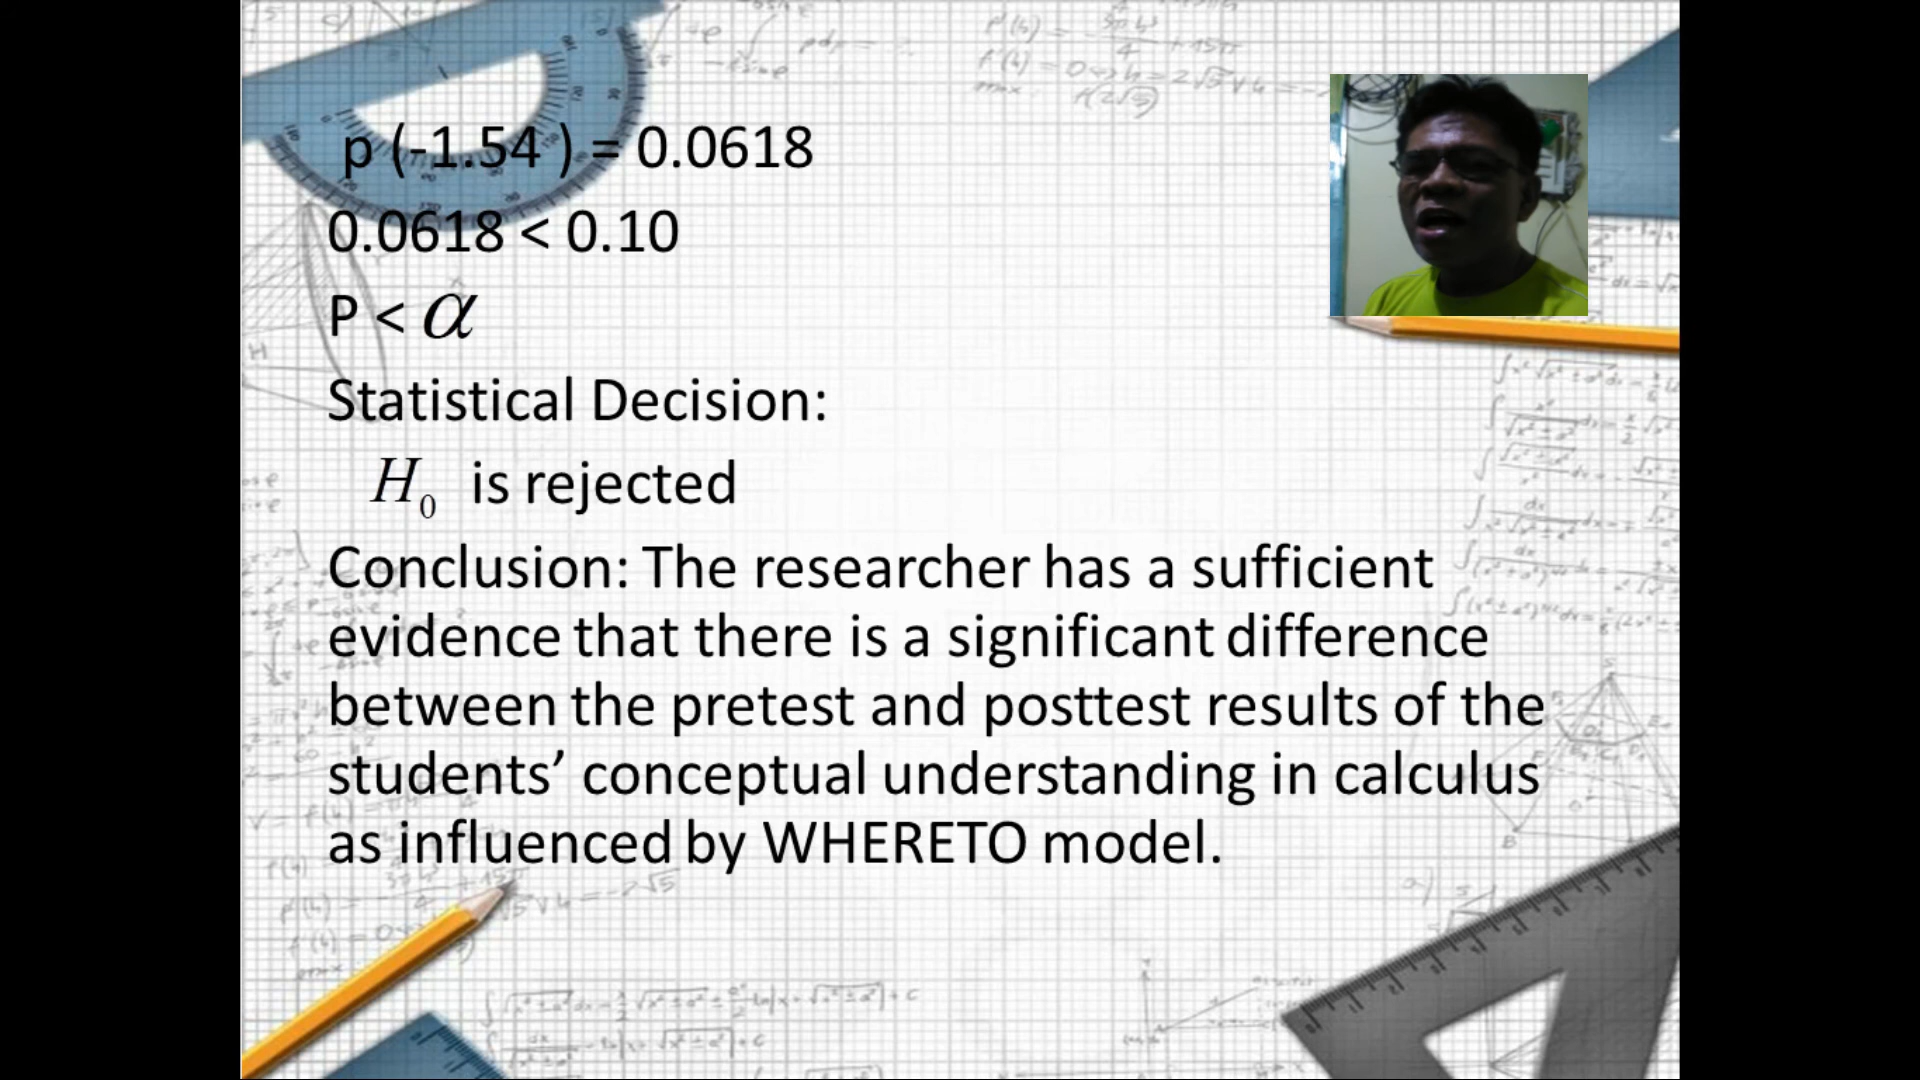 p (-1.54 ) = 0.0618
0.0618 < 0.10
P < α
Statistical Decision:
H₀ is rejected
Conclusion: The researcher has a sufficient
evidence that there is a significant difference
between the pretest and posttest results of the
students’ conceptual understanding in calculus
as influenced by WHERETO model.